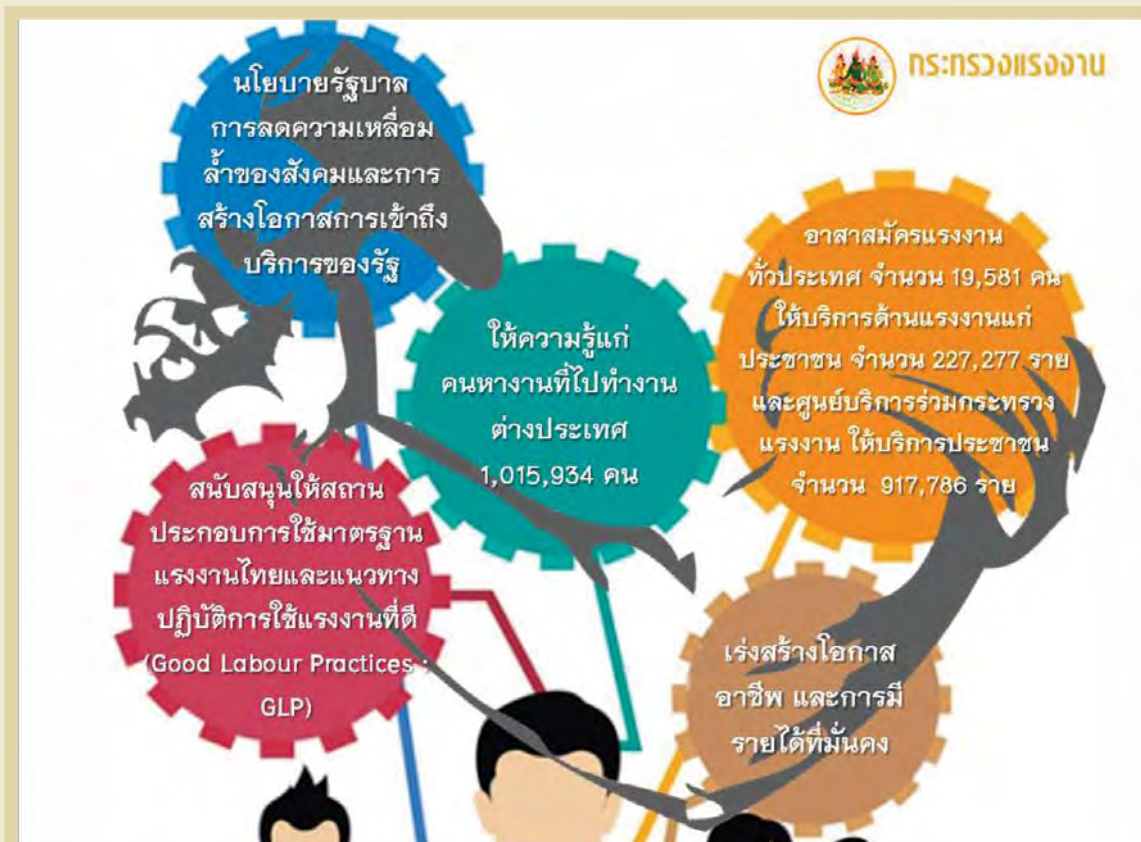 กระทรวงแรงงาน
นโยบายรัฐบาล
การลดความเหลื่อม
ล้ำของสังคมและการ
สร้างโอกาสการเข้าถึง
บริการของรัฐ
อาสาสมัครแรงงาน
ทั่วประเทศ จำนวน 19,581 คน
ให้บริการด้านแรงงานแก่
ประชาชน จำนวน 227,277 ราย
และศูนย์บริการร่วมกระทรวง
แรงงาน ให้บริการประชาชน
จำนวน 917,786 ราย
ให้ความรู้แก่
คนหางานที่ไปทำงาน
ต่างประเทศ
1,015,934 คน
สนับสนุนให้สถาน
ประกอบการใช้มาตรฐาน
แรงงานไทยและแนวทาง
ปฏิบัติการใช้แรงงานที่ดี
(Good Labour Practices :
GLP)
เร่งสร้างโอกาส
อาชีพ และการมี
รายได้ที่มั่นคง